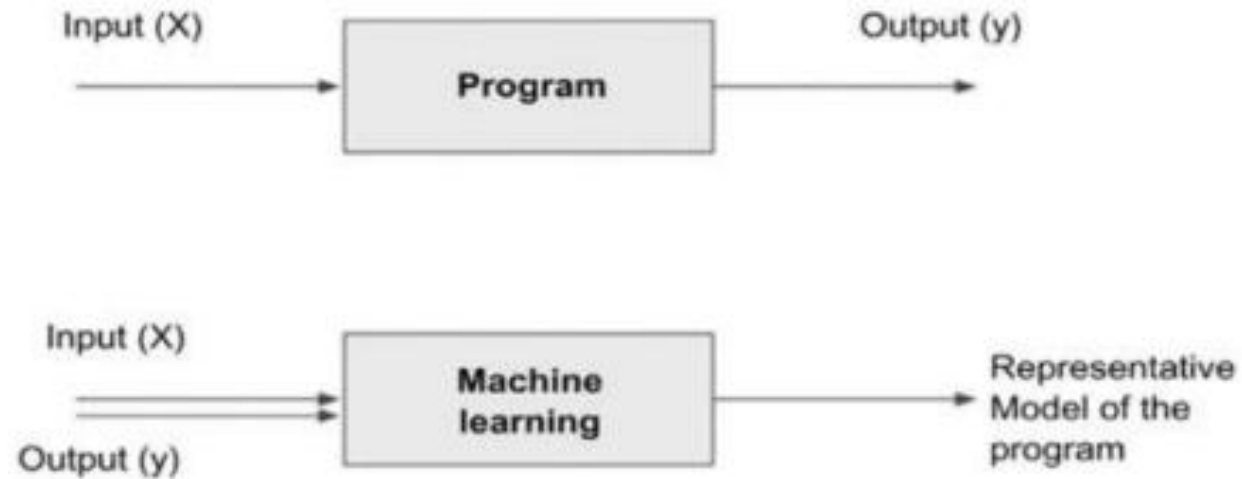 Input (X)
Program
Output (y)
Input (X)
Output (y)
Machine
learning
Representative
Model of the
program